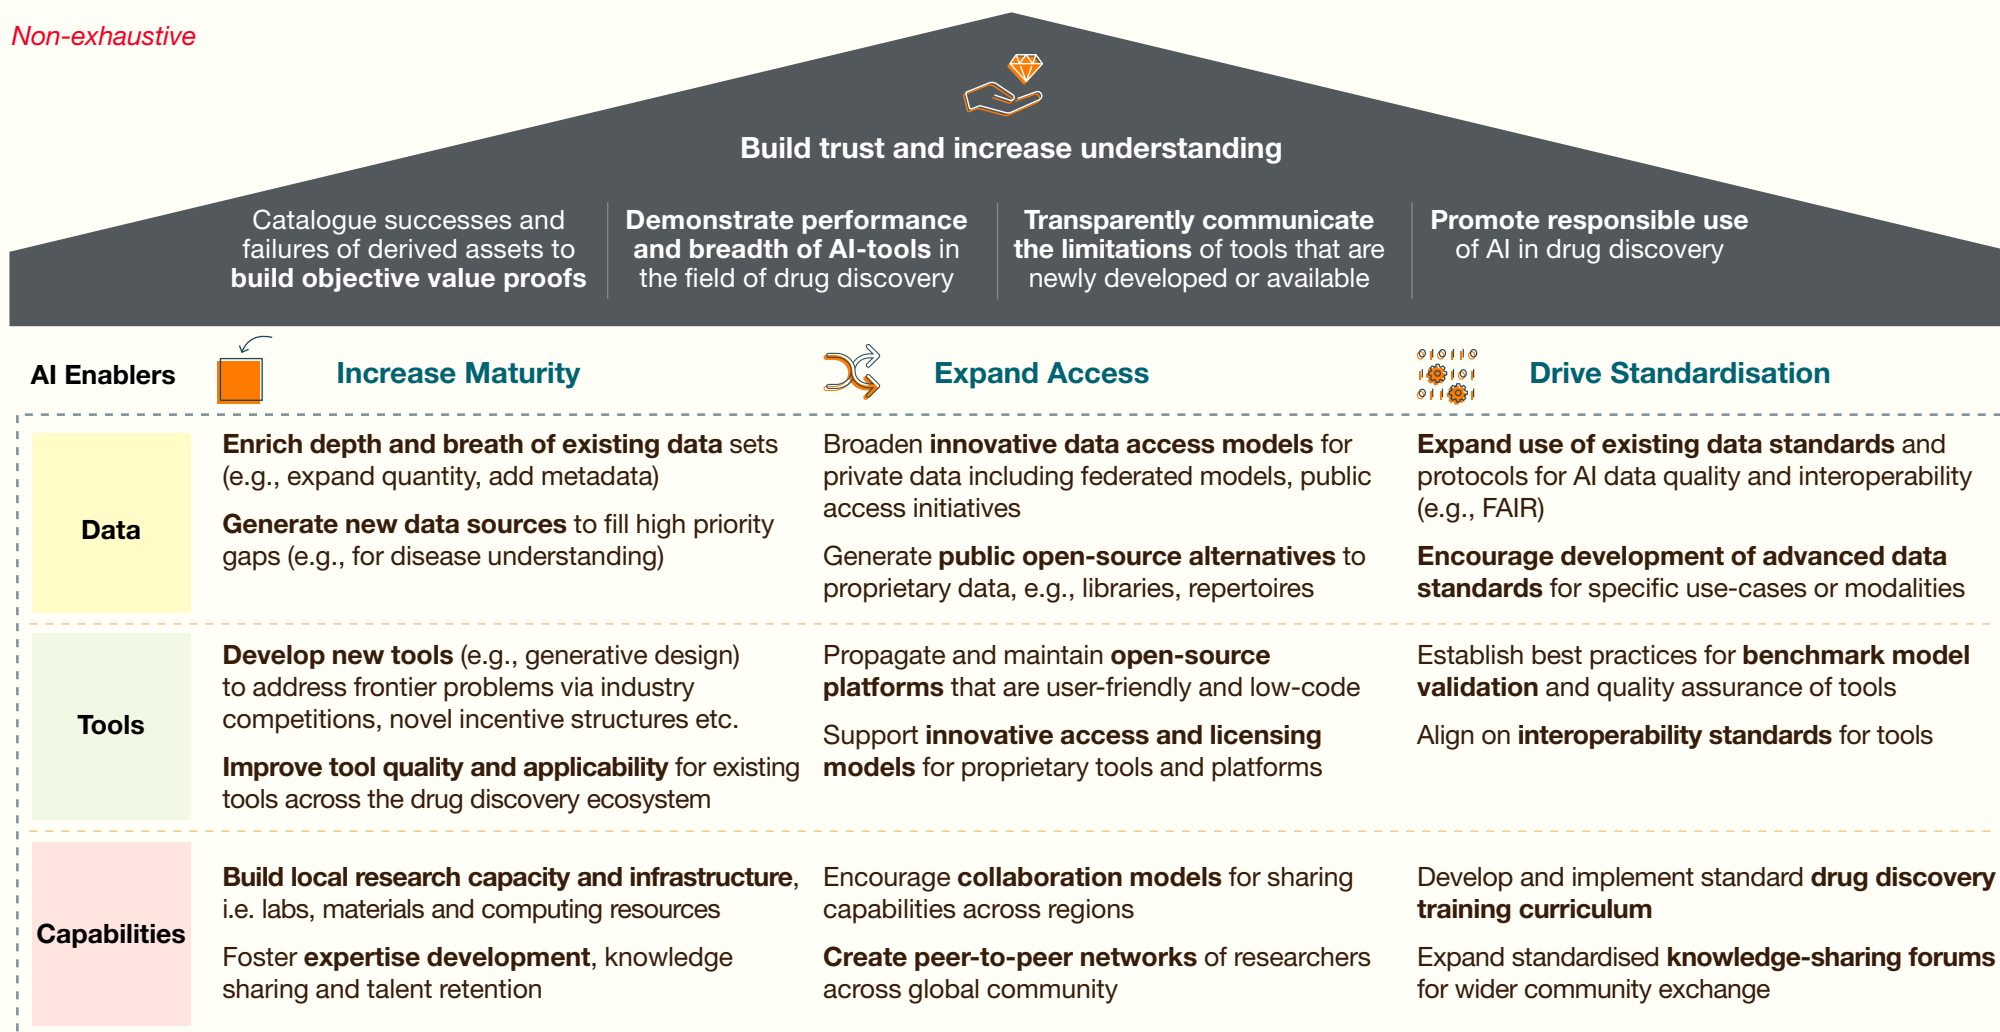 Non-exhaustive
Build trust and increase understanding
Catalogue successes and
failures of derived assets to
build objective value proofs
Demonstrate performance
and breadth of AI-tools in
the field of drug discovery
Transparently communicate
the limitations of tools that are
newly developed or available
Promote responsible use
of AI in drug discovery
AI Enablers
Increase Maturity
Expand Access
010110
1 101
011 1
Drive Standardisation
Data
Enrich depth and breath of existing data sets
(e.g., expand quantity, add metadata)
Generate new data sources to fill high priority
gaps (e.g., for disease understanding)
Broaden innovative data access models for
private data including federated models, public
access initiatives
Generate public open-source alternatives to
proprietary data, e.g., libraries, repertoires
Expand use of existing data standards and
protocols for AI data quality and interoperability
(e.g., FAIR)
Encourage development of advanced data
standards for specific use-cases or modalities
Tools
Develop new tools (e.g., generative design)
to address frontier problems via industry
competitions, novel incentive structures etc.
Improve tool quality and applicability for existing
tools across the drug discovery ecosystem
Propagate and maintain open-source
platforms that are user-friendly and low-code
Support innovative access and licensing
models for proprietary tools and platforms
Establish best practices for benchmark model
validation and quality assurance of tools
Align on interoperability standards for tools
Capabilities
Build local research capacity and infrastructure,
i.e. labs, materials and computing resources
Foster expertise development, knowledge
sharing and talent retention
Encourage collaboration models for sharing
capabilities across regions
Create peer-to-peer networks of researchers
across global community
Develop and implement standard drug discovery
training curriculum
Expand standardised knowledge-sharing forums
for wider community exchange